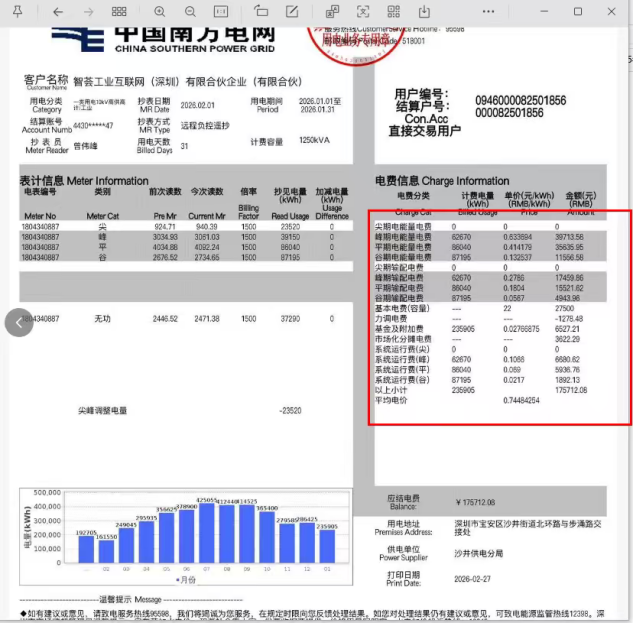 中国南方电网
CHINA SOUTHERN POWER GRID
服务热线CustomerService Hotline: 95598
用电业务专用章
518001
客户名称 智荟工业互联网（深圳）有限合伙企业（有限合伙）
Customer Name
用电分类 抄表日期 2026.02.01 用电期间 2026.01.01至
Category MR.Date Period 2026.01.31
结算账号 4430*****47 抄表方式 远程负控遥抄
Account Numb MR Type
抄 表 员 曾伟峰 用电天数 31 计费容量 1250kVA
Meter Reader Billed Days
用户编号： 0946000082501856
结算户号： 000082501856
Con.Acc
直接交易用户
表计信息 Meter Information
电表编号 类别 前次读数 今次读数 倍率 抄见电量 加减电量
(kWh) (kWh)
Meter No Meter Cat Pre Mr Current Mr Billing Factor Read Usage Usage Difference
1804340887 尖 924.71 940.39 1500 23520 0
1804340887 峰 3034.93 3061.03 1500 39150 0
1804340887 平 4034.88 4092.24 1500 86040 0
1804340887 谷 2676.52 2734.65 1500 87195 0
1804340887 无功 2446.52 2471.38 1500 37290 0
尖峰调整电量 -23520
电费信息 Charge Information
电费分类 计费电量 单价(元/kWh) 金额(元)
(kWh) (RMB/kWh) (RMB)
Charge Cat Billed Usage Price Amount
尖期电能量电费 0 0 0
峰期电能量电费 62670 0.633694 39713.58
平期电能量电费 86040 0.414179 35635.95
谷期电能量电费 87195 0.132537 11556.58
尖期输配电费 0 0 0
峰期输配电费 62670 0.2786 17459.86
平期输配电费 86040 0.1804 15521.62
谷期输配电费 87195 0.0567 4943.96
基本电费(容量) --- 22 27500
力调电费 --- --- -1278.48
基金及附加费 235905 0.02766875 6527.21
市场化分摊电费 --- --- 3622.29
系统运行费(尖) 0 0 0
系统运行费(峰) 62670 0.1066 6680.62
系统运行费(平) 86040 0.069 5936.76
系统运行费(谷) 87195 0.0217 1892.13
以上小计 235905 175712.08
平均电价 0.74484254
500,000
400,000
300,000
200,000
100,000
0
电量(kWh)
192705 161550 249045 295935 356625 378900 425055 412440 414525 365400 279585 286425 235905
02 03 04 05 06 07 08 09 10 11 12 01
月份
应结电费 ￥175712.08
Balance
用电地址 深圳市宝安区沙井街道北环路与步涌路交
Premises Address: 接处
供电单位 沙井供电分局
Power Supplier
打印日期 2026-02-27
Print Date:
温馨提示 Message
◆如有建议或意见，请致电服务热线95598，我们将竭诚为您服务，在规定时限向您反馈处理结果。如您对处理结果仍有建议或意见，可致电能源监管热线12398。深